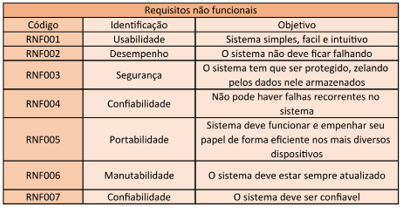 Requisitos não funcionais
Código Identificação Objetivo
RNF001 Usabilidade Sistema simples, facil e intuitivo
RNF002 Desempenho O sistema não deve ficar falhando
RNF003 Segurança O sistema tem que ser protegido, zelando
pelos dados nele armazenados
RNF004 Confiabilidade Não pode haver falhas recorrentes no
sistema
RNF005 Portabilidade Sistema deve funcionar e empenhar seu
papel de forma eficiente nos mais diversos
dispositivos
RNF006 Manutabilidade O sistema deve estar sempre atualizado
RNF007 Confiabilidade O sistema deve ser confiavel